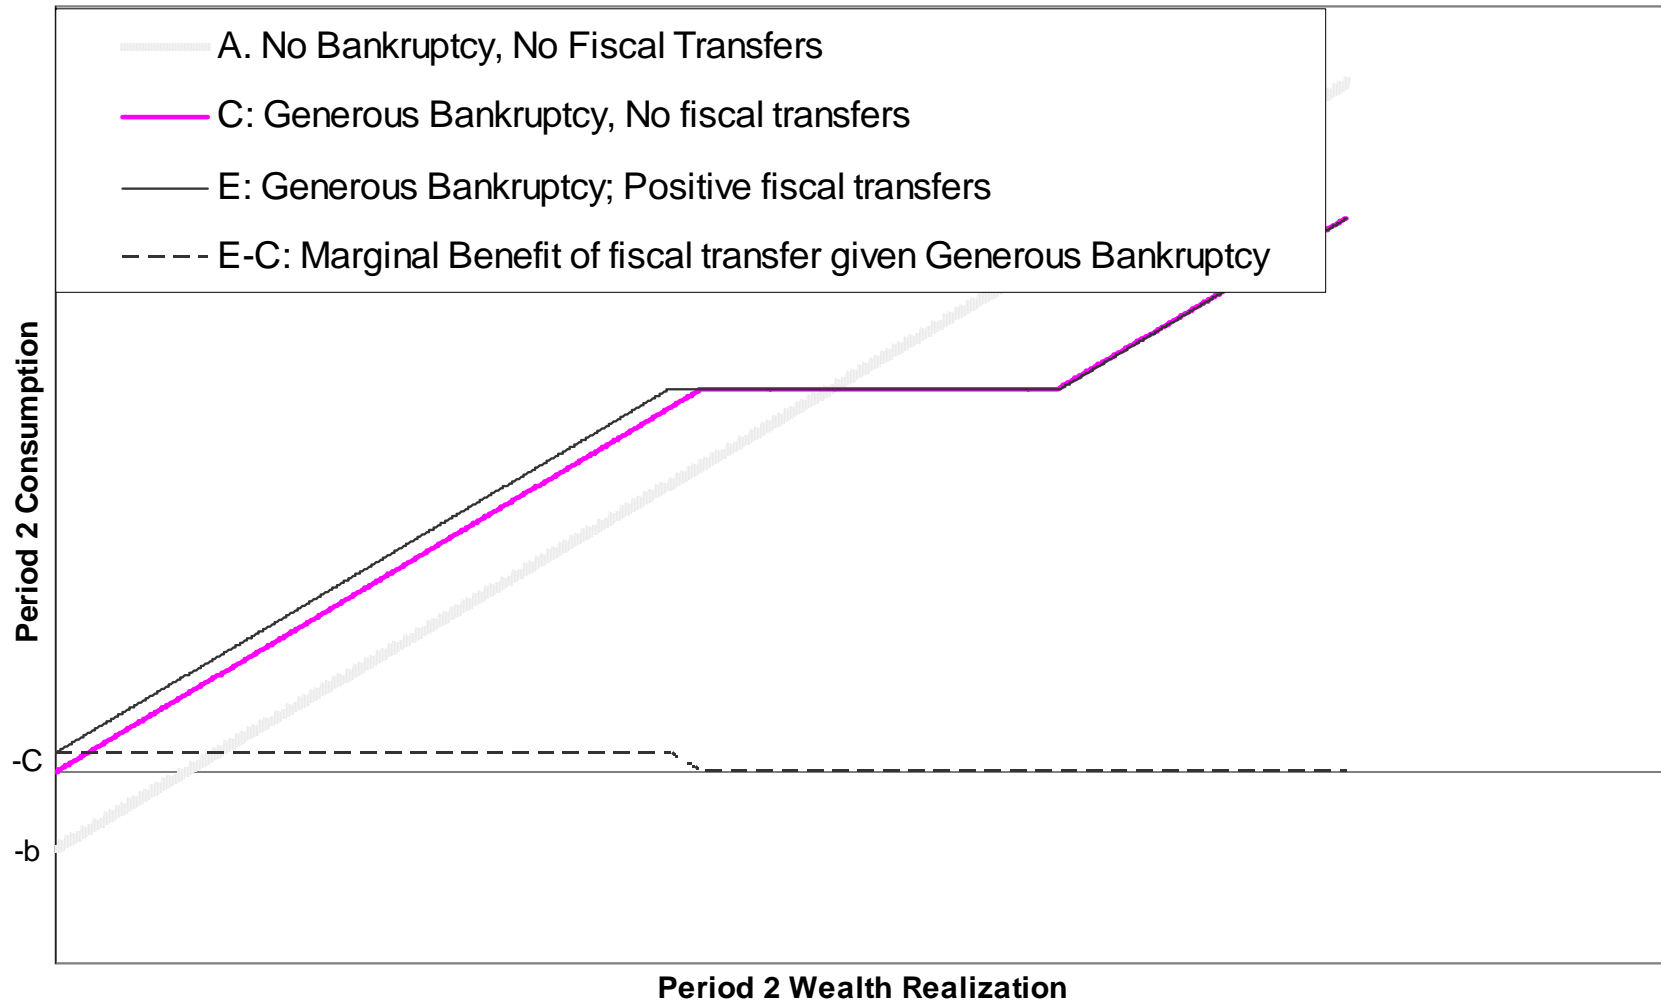 A. No Bankruptcy, No Fiscal Transfers
C: Generous Bankruptcy, No fiscal transfers
E: Generous Bankruptcy; Positive fiscal transfers
E-C: Marginal Benefit of fiscal transfer given Generous Bankruptcy
Period 2 Consumption
-C
-b
Period 2 Wealth Realization